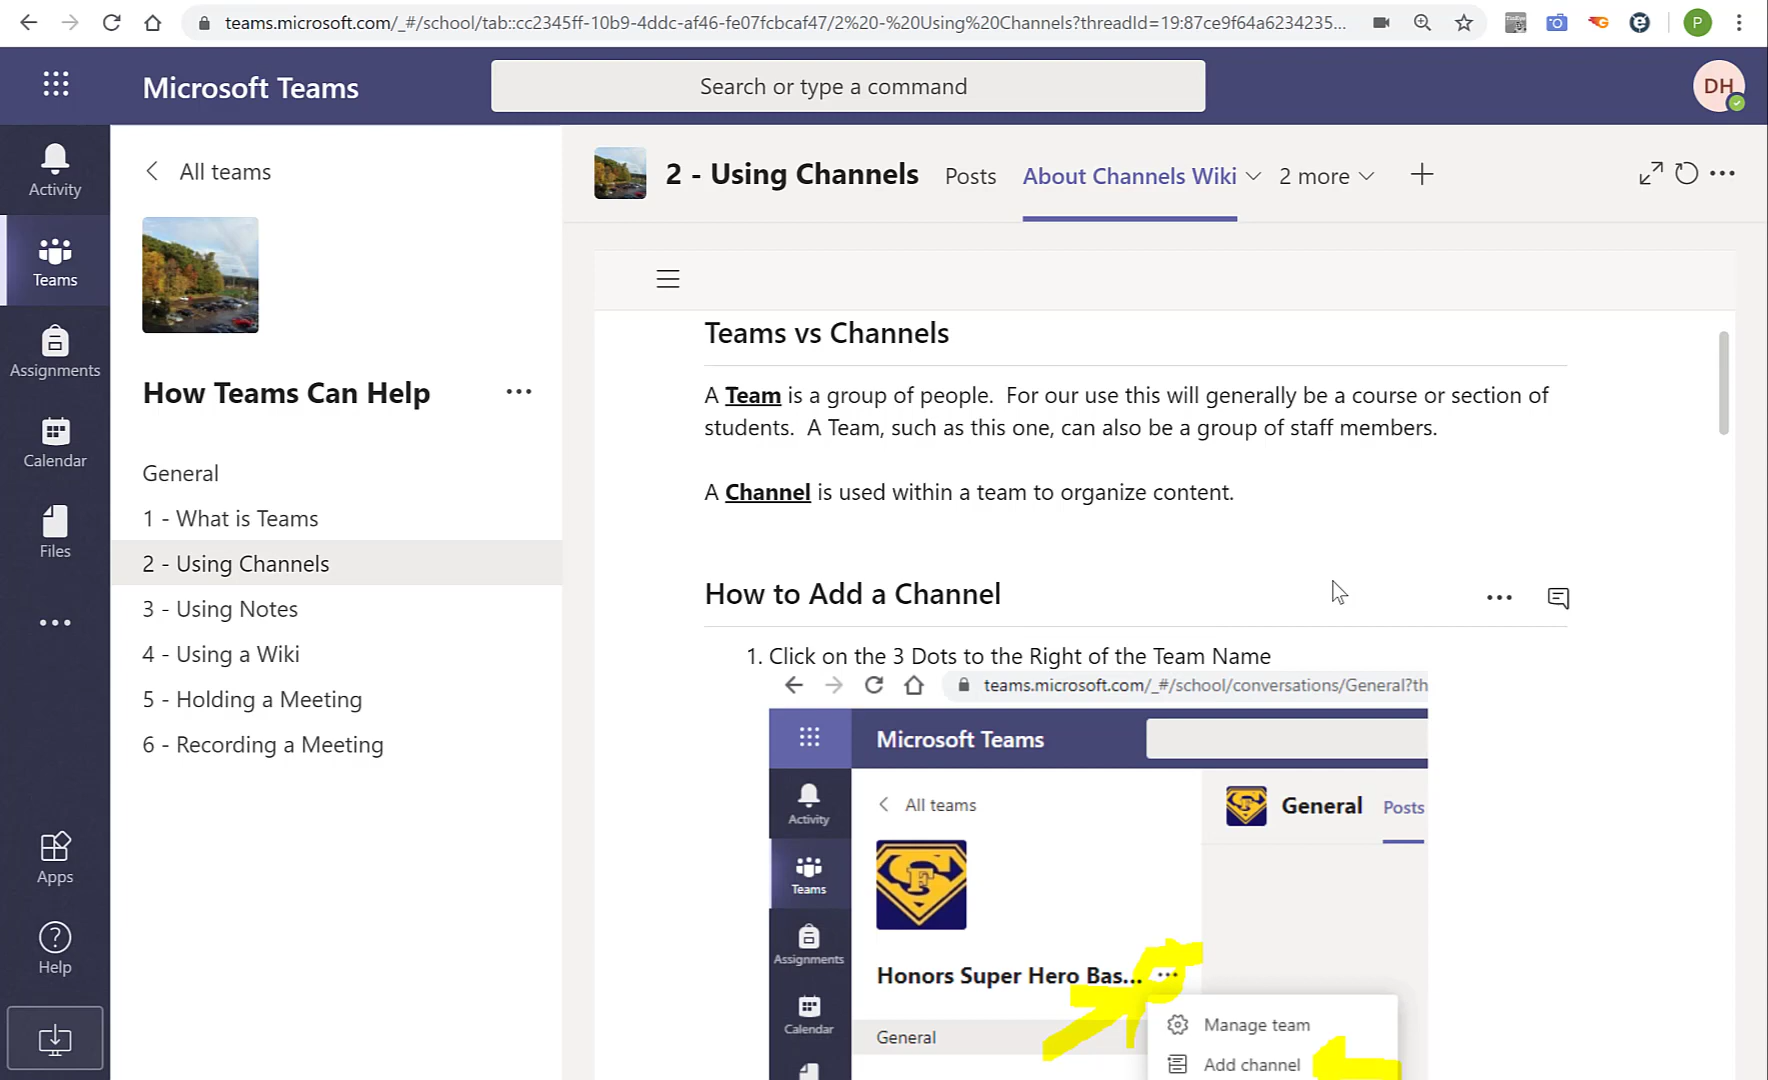 teams.microsoft.com/_#/school/tab::cc2345ff-10b9-4ddc-af46-fe07fcbcaf47/2%20-%20Using%20Channels?threadId=19:87ce9f64a6234235...
P
Microsoft Teams
Search or type a command
DH
Activity
Teams
Assignments
Calendar
Files
Apps
Help
All teams
How Teams Can Help
General
1 - What is Teams
2 - Using Channels
3 - Using Notes
4 - Using a Wiki
5 - Holding a Meeting
6 - Recording a Meeting
2 - Using Channels
Posts
About Channels Wiki
2 more
Teams vs Channels
A Team is a group of people. For our use this will generally be a course or section of
students. A Team, such as this one, can also be a group of staff members.
A Channel is used within a team to organize content.
How to Add a Channel
1. Click on the 3 Dots to the Right of the Team Name
teams.microsoft.com/_#/school/conversations/General?th
Microsoft Teams
Activity
Teams
Assignments
Calendar
All teams
F
Honors Super Hero Bas...
General
General
Posts
Manage team
Add channel